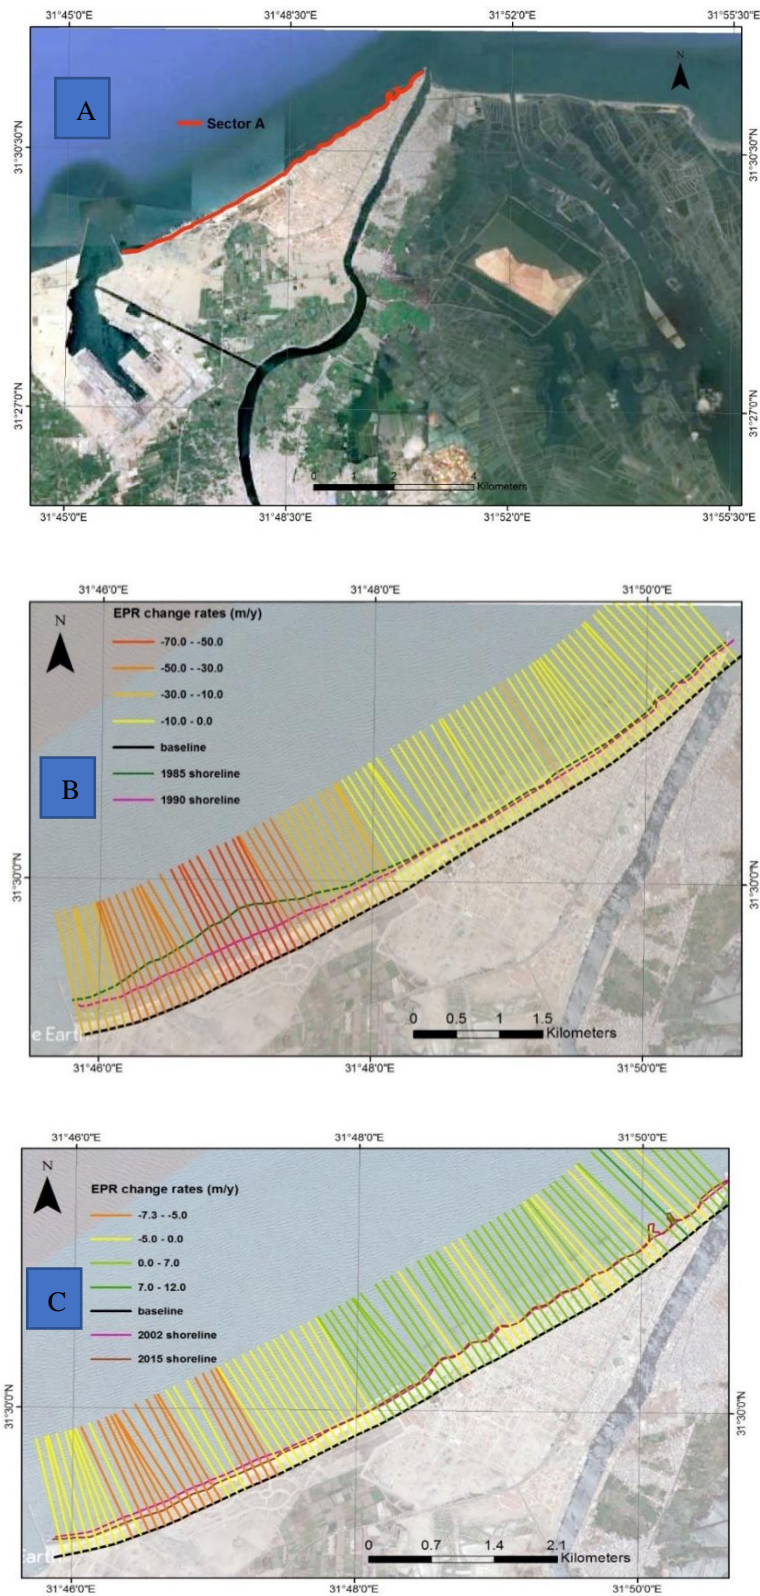 31°45'0"E 31°48'30"E 31°52'0"E 31°55'30"E
N
A
Sector A
31°30'30"N 31°30'30"N
31°27'0"N 31°27'0"N
0 1 2 4
Kilometers
31°45'0"E 31°48'30"E 31°52'0"E 31°55'30"E
31°46'0"E 31°48'0"E 31°50'0"E
N
EPR change rates (m/y)
-70.0 - -50.0
-50.0 - -30.0
-30.0 - -10.0
-10.0 - 0.0
baseline
B
1985 shoreline
1990 shoreline
31°30'0"N 31°30'0"N
0 0.5 1 1.5
Kilometers
e Earth
31°46'0"E 31°48'0"E 31°50'0"E
31°46'0"E 31°48'0"E 31°50'0"E
N
EPR change rates (m/y)
-7.3 - -5.0
-5.0 - 0.0
0.0 - 7.0
7.0 - 12.0
C
baseline
2002 shoreline
2015 shoreline
31°30'0"N 31°30'0"N
0 0.7 1.4 2.1
Kilometers
Earth
31°46'0"E 31°48'0"E 31°50'0"E